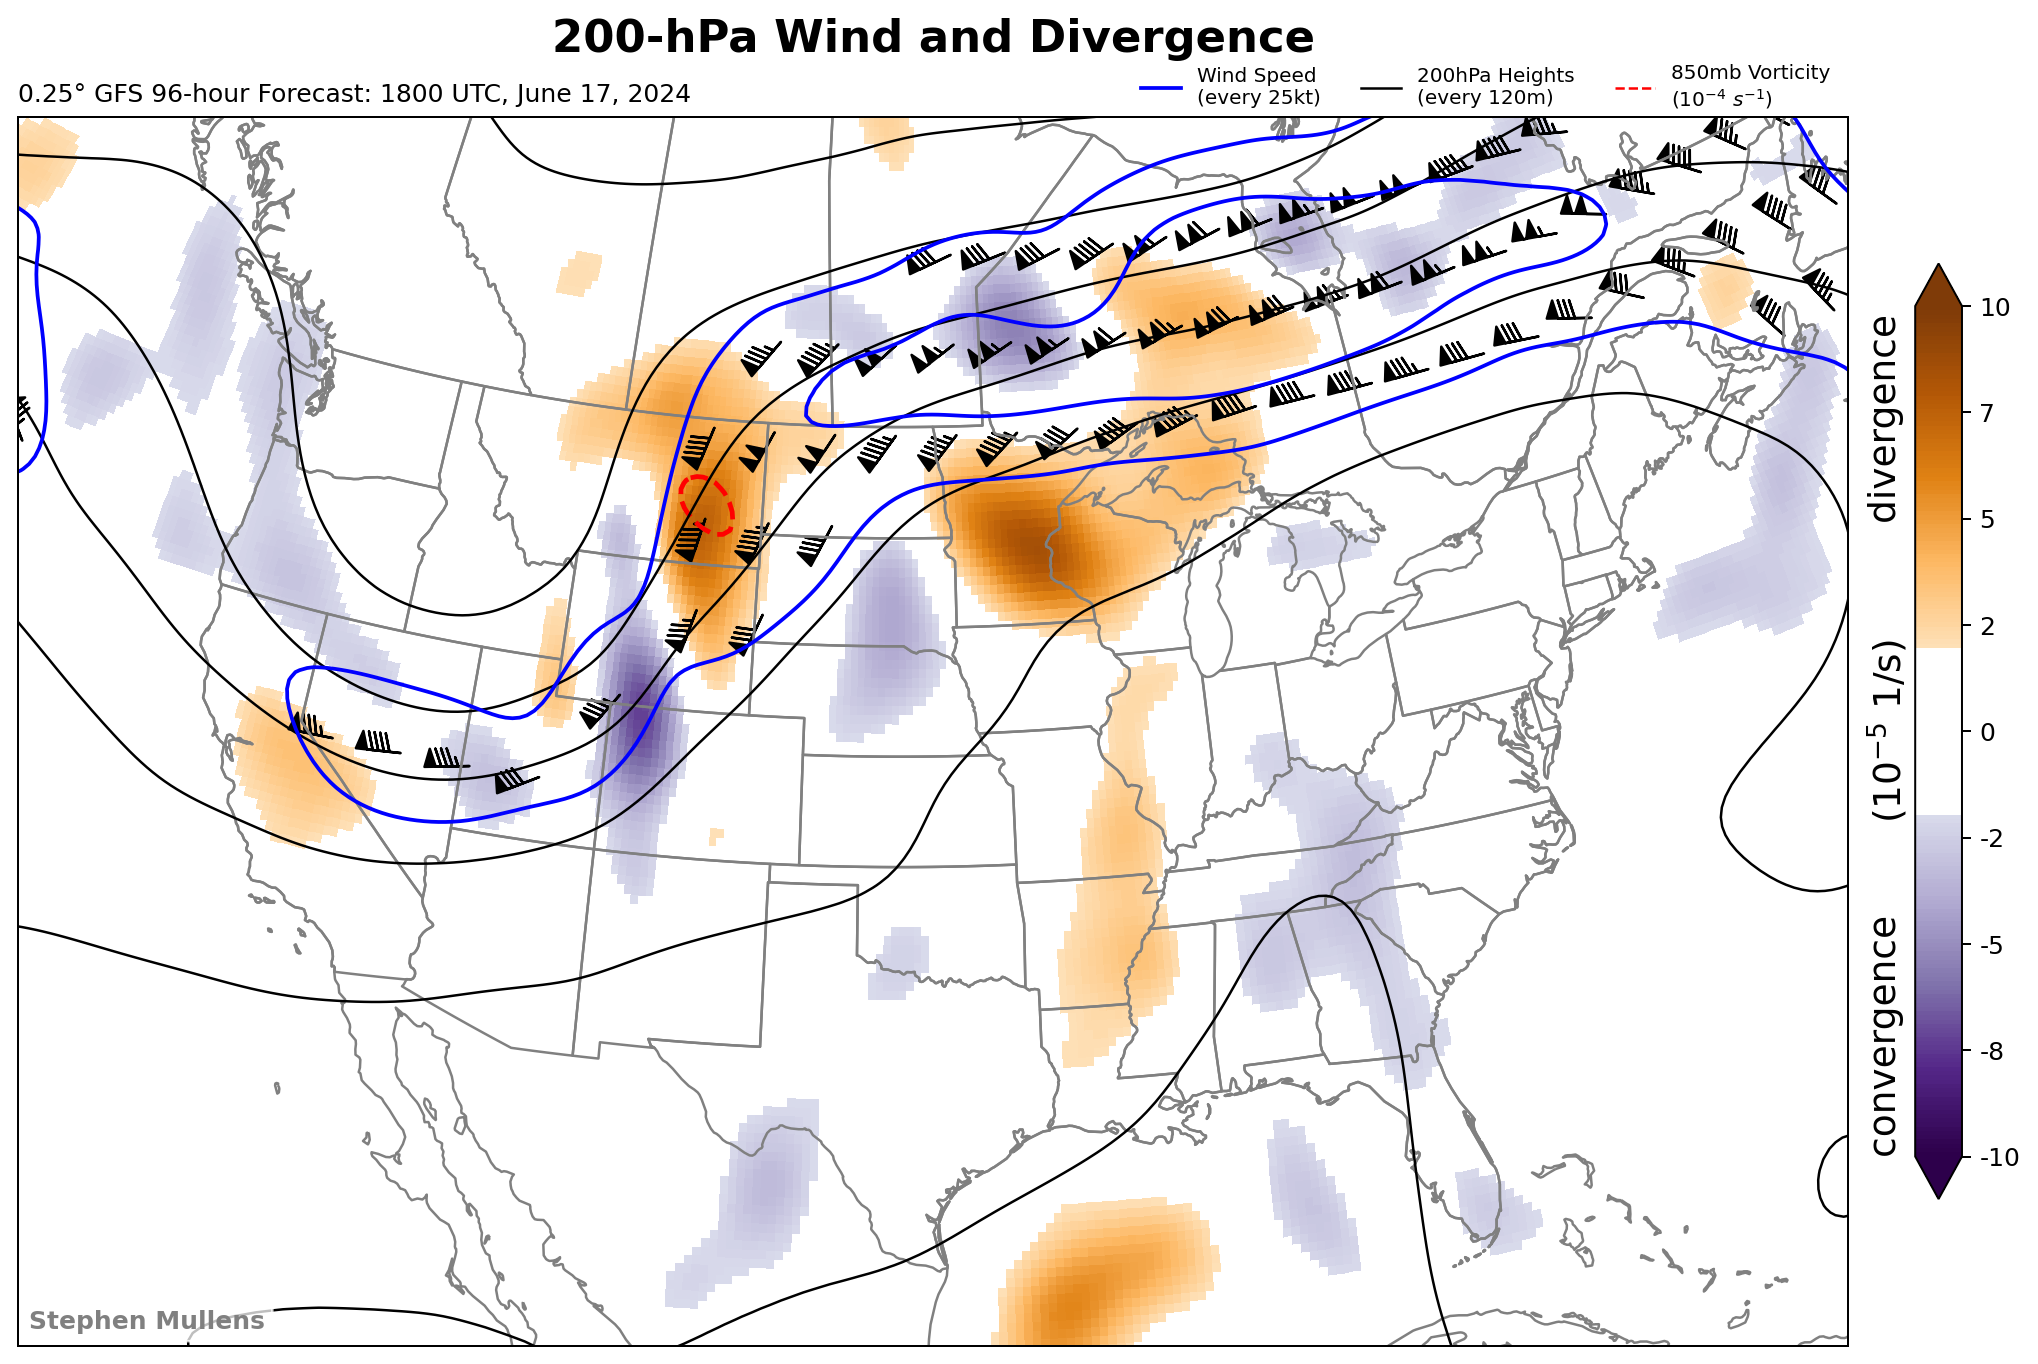 200-hPa Wind and Divergence
0.25° GFS 96-hour Forecast: 1800 UTC, June 17, 2024
Wind Speed
(every 25kt)
200hPa Heights
(every 120m)
850mb Vorticity
(10⁻⁴ s⁻¹)
10
7
5
2
0
-2
-5
-8
-10
convergence (10⁻⁵ 1/s) divergence
Stephen Mullens